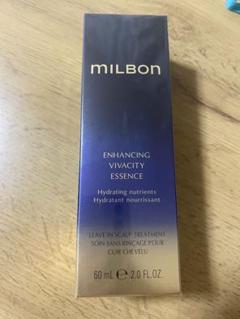 MILBON
ENHANCING
VIVACITY
ESSENCE
Hydrating nutrients
Hydratant nourrissant
LEAVE-IN SCALP TREATMENT
SOIN SANS RINÇAGE POUR
CUIR CHEVELU
60 mL ℮ 2.0 FL.OZ.